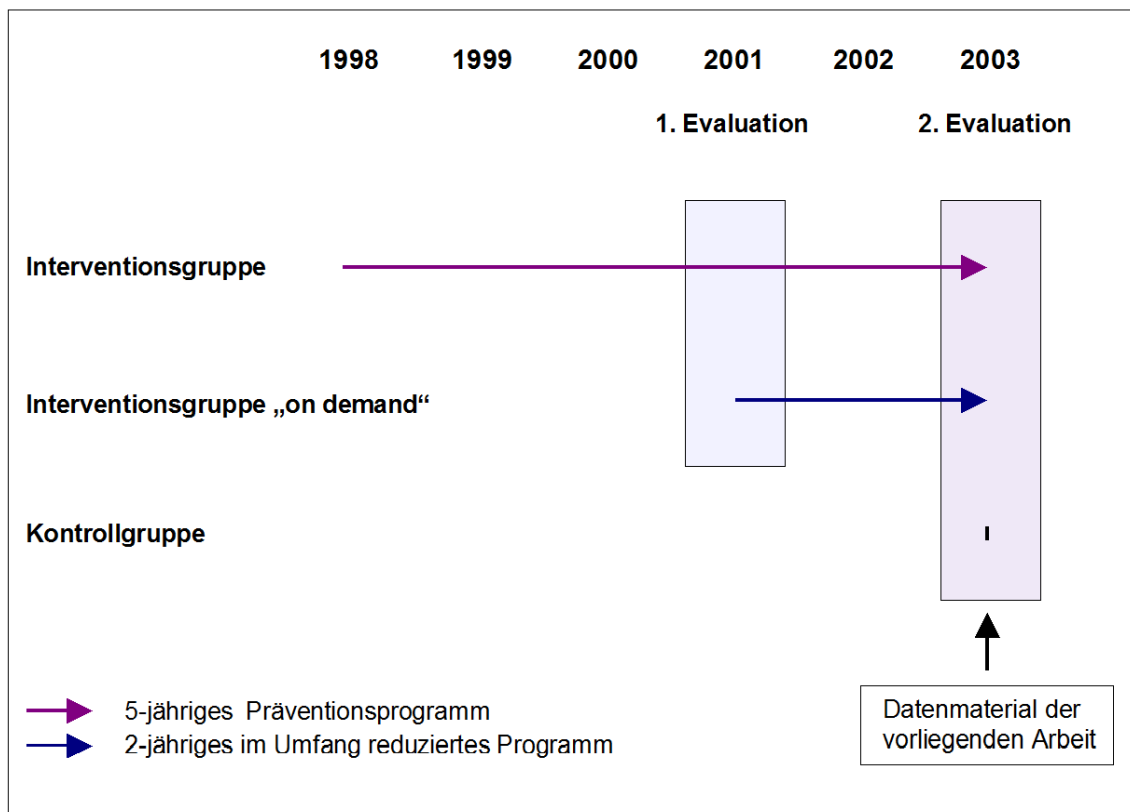 1998 1999 2000 2001 2002 2003
1. Evaluation 2. Evaluation
Interventionsgruppe
Interventionsgruppe „on demand“
Kontrollgruppe
5-jähriges Präventionsprogramm
2-jähriges im Umfang reduziertes Programm
Datenmaterial der
vorliegenden Arbeit